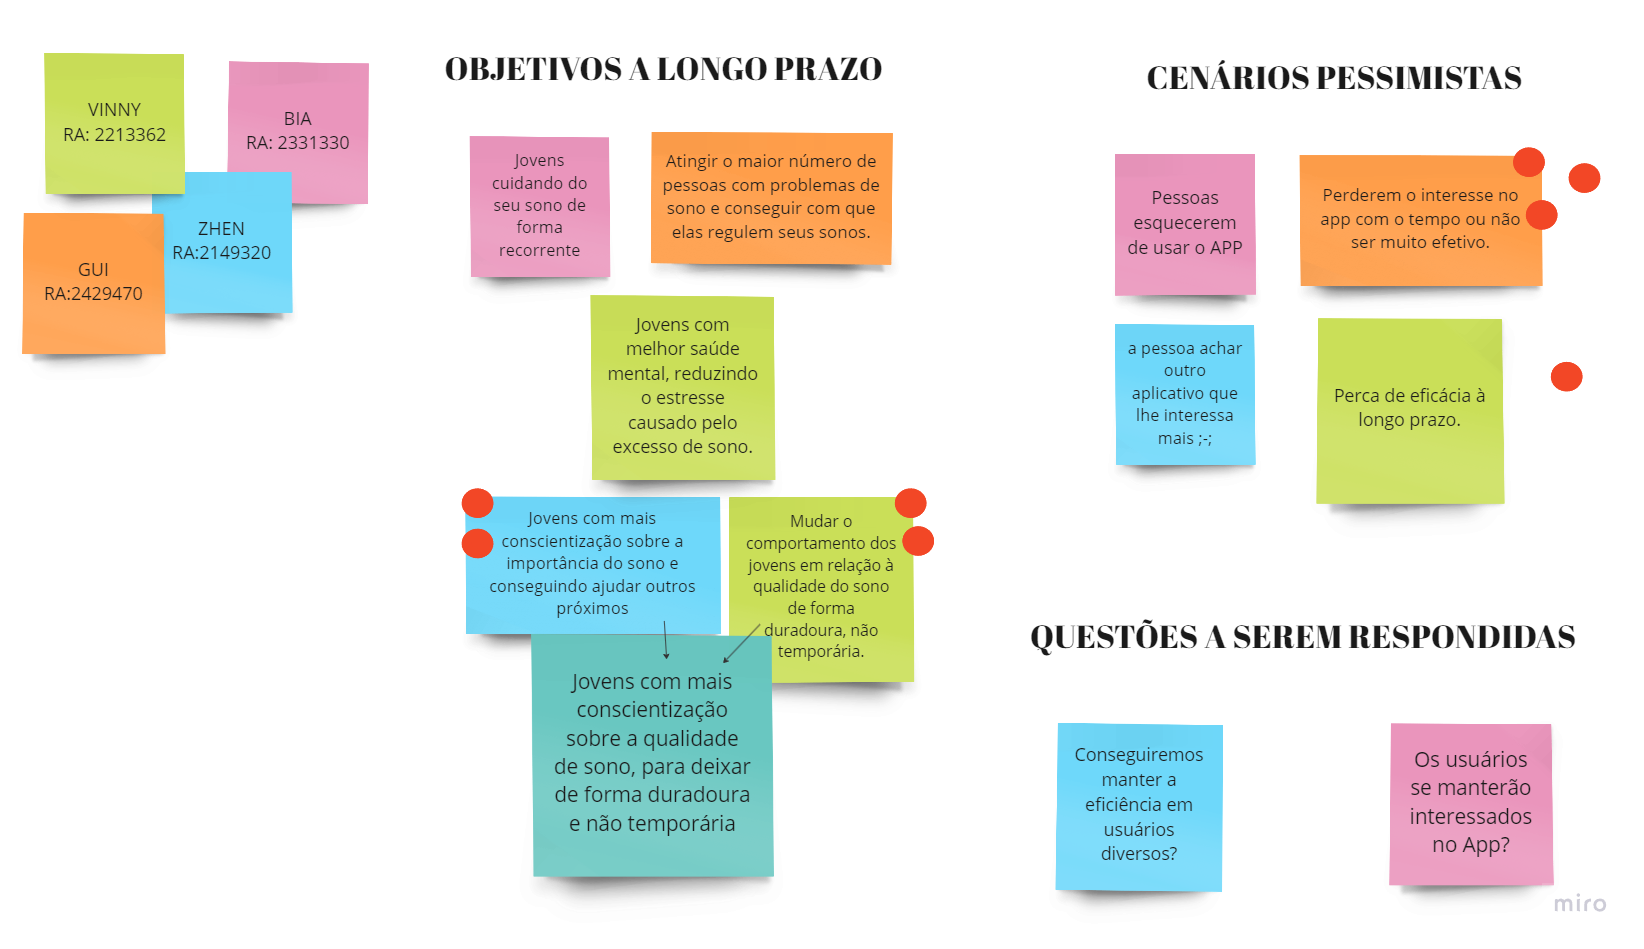 VINNY
RA: 2213362
BIA
RA: 2331330
ZHEN
RA:2149320
GUI
RA:2429470
OBJETIVOS A LONGO PRAZO
Jovens
cuidando do
seu sono de
forma
recorrente
Atingir o maior número de
pessoas com problemas de
sono e conseguir com que
elas regulem seus sonos.
Jovens com
melhor saúde
mental, reduzindo
o estresse
causado pelo
excesso de sono.
Jovens com mais
conscientização sobre a
importância do sono e
conseguindo ajudar outros
próximos
Mudar o
comportamento dos
jovens em relação à
qualidade do sono
de forma
duradoura, não
temporária.
Jovens com mais
conscientização
sobre a qualidade
de sono, para deixar
de forma duradoura
e não temporária
CENÁRIOS PESSIMISTAS
Pessoas
esquecerem
de usar o APP
Perderem o interesse no
app com o tempo ou não
ser muito efetivo.
a pessoa achar
outro
aplicativo que
lhe interessa
mais ;-;
Perca de eficácia à
longo prazo.
QUESTÕES A SEREM RESPONDIDAS
Conseguiremos
manter a
eficiência em
usuários
diversos?
Os usuários
se manterão
interessados
no App?
miro